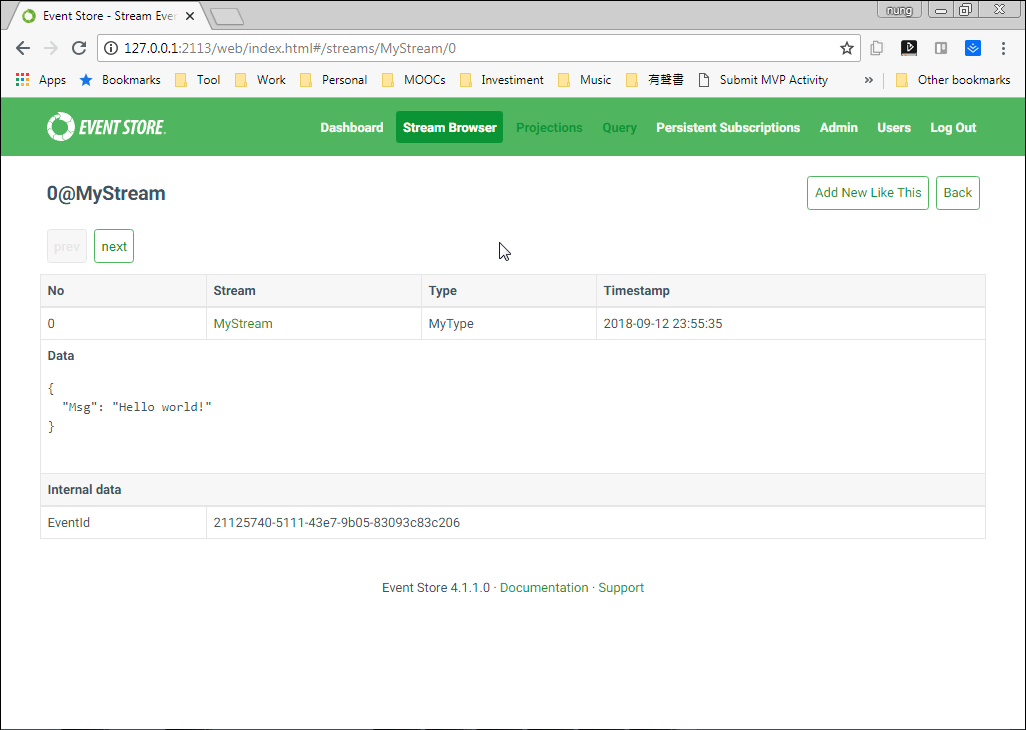 Event Store - Stream Ever
nung
127.0.0.1:2113/web/index.html#/streams/MyStream/0
Apps Bookmarks Tool Work Personal MOOCs Investiment Music 有聲書 Submit MVP Activity » Other bookmarks
EVENT STORE. Dashboard Stream Browser Projections Query Persistent Subscriptions Admin Users Log Out
0@MyStream Add New Like This Back
prev next
No Stream Type Timestamp
0 MyStream MyType 2018-09-12 23:55:35
Data
{
"Msg": "Hello world!"
}
Internal data
EventId 21125740-5111-43e7-9b05-83093c83c206
Event Store 4.1.1.0 · Documentation · Support